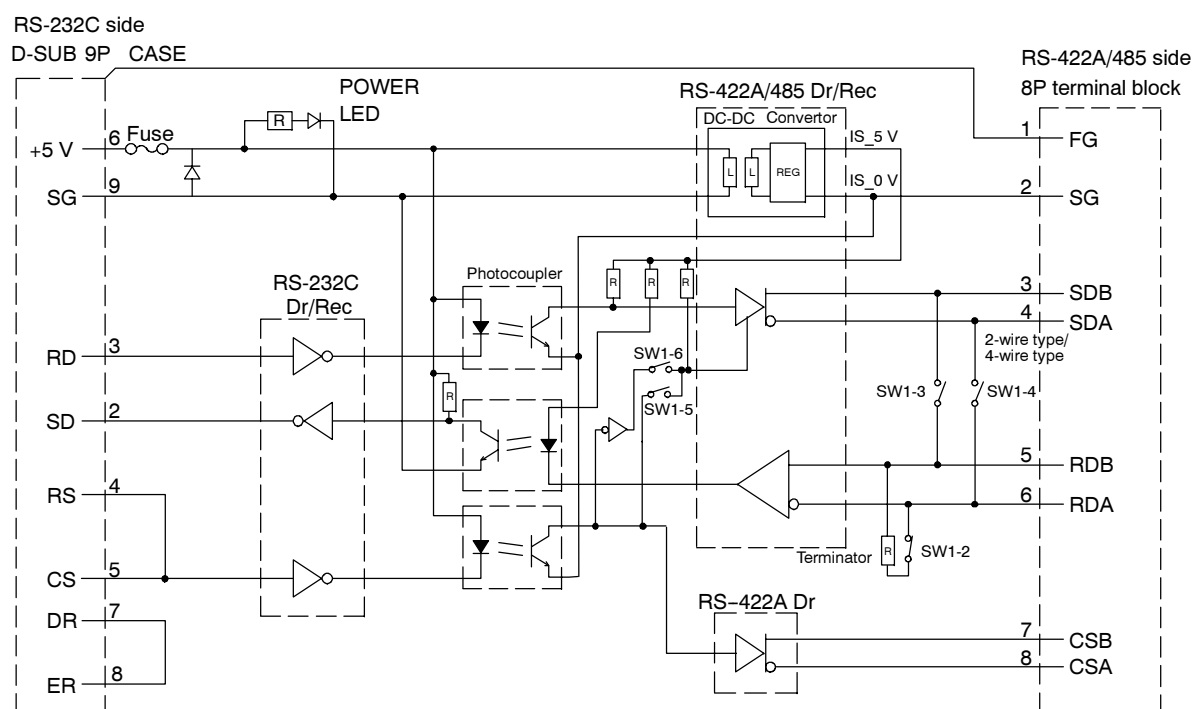 RS-232C side
D-SUB 9P CASE
RS-422A/485 side
8P terminal block
POWER
LED
RS-422A/485 Dr/Rec
DC-DC Convertor
+5 V
6
Fuse
R
L
L
REG
IS_5 V
1
FG
SG
9
IS_0 V
2
SG
Photocoupler
R
R
R
RS-232C
Dr/Rec
3
SDB
4
SDA
2-wire type/
4-wire type
RD
3
SW1-6
SW1-5
R
SW1-3
SW1-4
SD
2
5
RDB
RS
4
6
RDA
Terminator
R
SW1-2
CS
5
DR
7
RS-422A Dr
7
CSB
8
CSA
ER
8